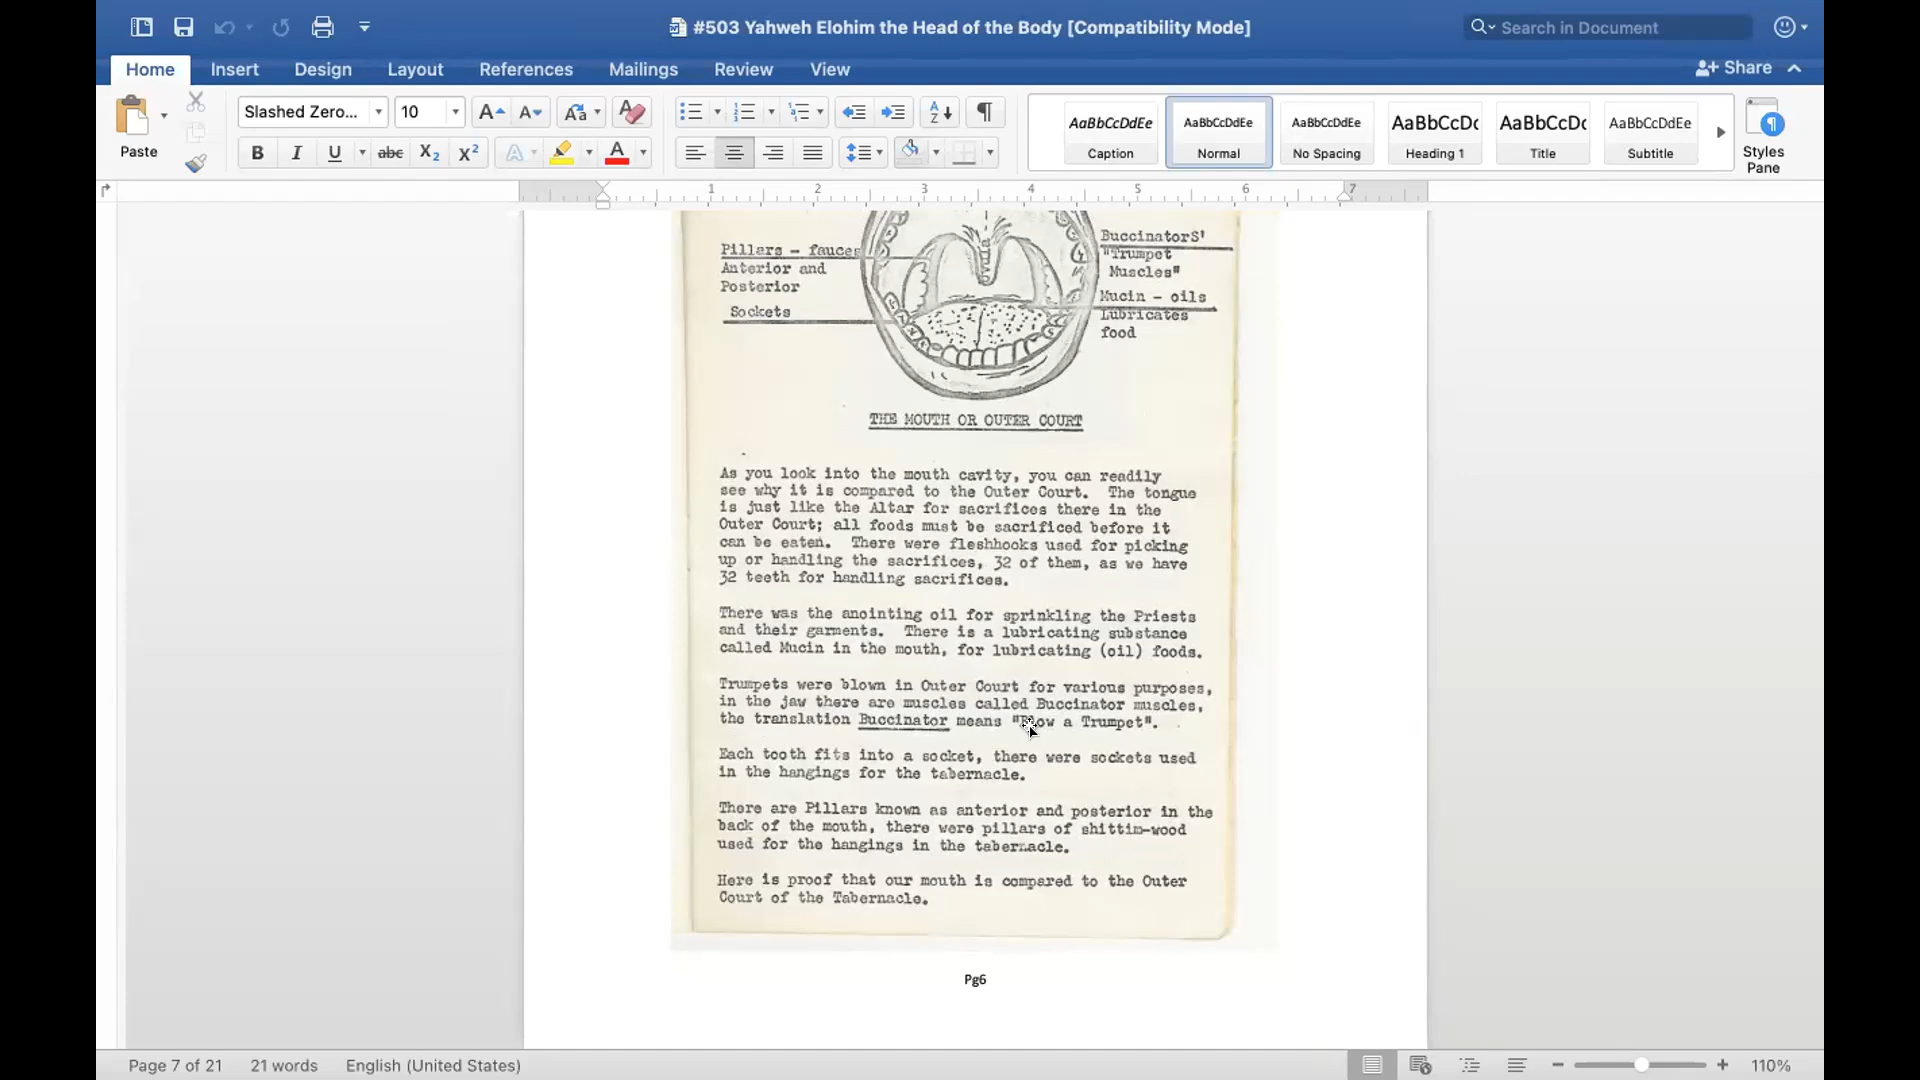 #503 Yahweh Elohim the Head of the Body [Compatibility Mode]
Search in Document
Home Insert Design Layout References Mailings Review View
Share
Paste
Slashed Zero... 10
AaBbCcDdEe AaBbCcDdEe AaBbCcDdEe AaBbCcDc AaBbCcDc AaBbCcDdEe
Caption Normal No Spacing Heading 1 Title Subtitle
Styles
Pane
1 2 3 4 5 6 7
Pillars - fauces
Anterior and
Posterior
Sockets
uvula
BuccinatorS'
"Trumpet
Muscles"
Mucin - oils
Lubricates
food
THE MOUTH OR OUTER COURT
As you look into the mouth cavity, you can readily
see why it is compared to the Outer Court. The tongue
is just like the Altar for sacrifices there in the
Outer Court; all foods must be sacrificed before it
can be eaten. There were fleshhooks used for picking
up or handling the sacrifices, 32 of them, as we have
32 teeth for handling sacrifices.
There was the anointing oil for sprinkling the Priests
and their garments. There is a lubricating substance
called Mucin in the mouth, for lubricating (oil) foods.
Trumpets were blown in Outer Court for various purposes,
in the jaw there are muscles called Buccinator muscles,
the translation Buccinator means "Blow a Trumpet".
Each tooth fits into a socket, there were sockets used
in the hangings for the tabernacle.
There are Pillars known as anterior and posterior in the
back of the mouth, there were pillars of shittim-wood
used for the hangings in the tabernacle.
Here is proof that our mouth is compared to the Outer
Court of the Tabernacle.
Pg6
Page 7 of 21 21 words English (United States) 110%